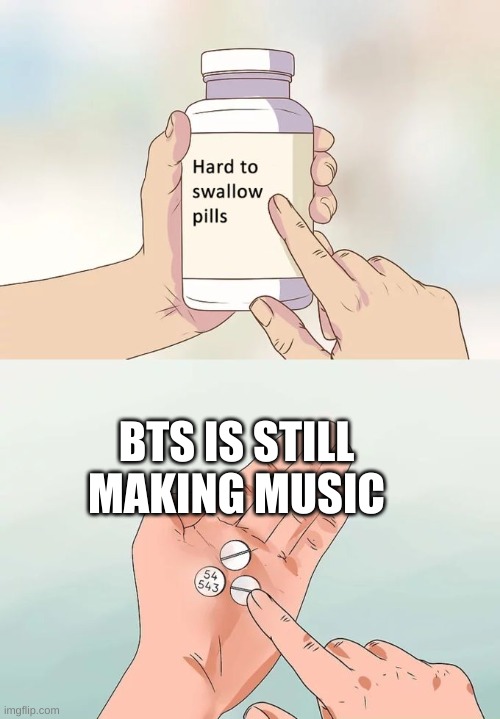 Hard to
swallow
pills
BTS IS STILL
MAKING MUSIC
54
543
imgflip.com